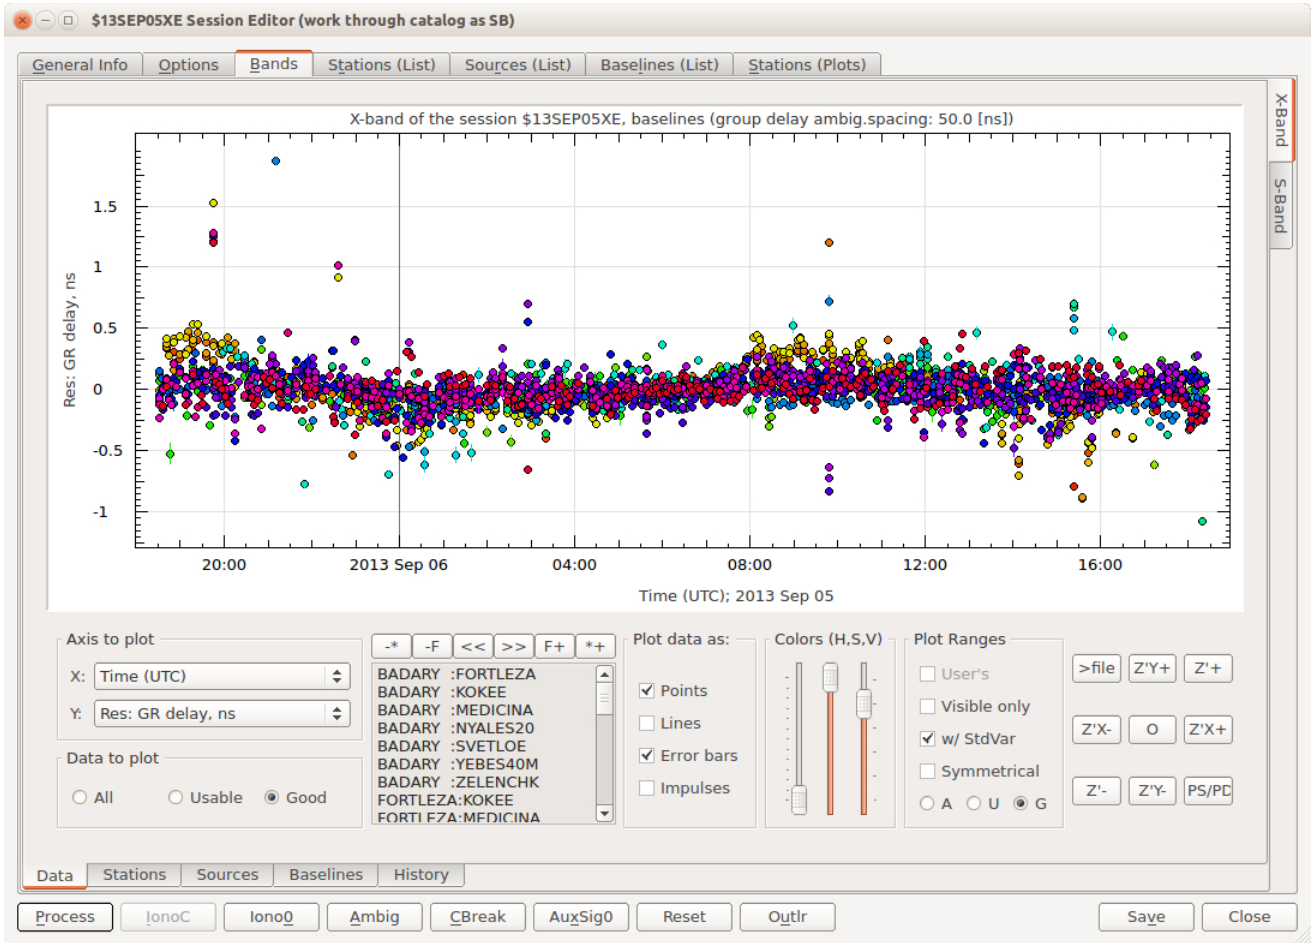 $13SEP05XE Session Editor (work through catalog as SB)
General Info Options Bands Stations (List) Sources (List) Baselines (List) Stations (Plots)
X-Band
S-Band
X-band of the session $13SEP05XE, baselines (group delay ambig.spacing: 50.0 [ns])
Res: GR delay, ns
1.5
1
0.5
0
-0.5
-1
20:00 2013 Sep 06 04:00 08:00 12:00 16:00
Time (UTC); 2013 Sep 05
Axis to plot
X: Time (UTC)
Y: Res: GR delay, ns
Data to plot
All Usable Good
-* -F << >> F+ *+
BADARY :FORTLEZA
BADARY :KOKEE
BADARY :MEDICINA
BADARY :NYALES20
BADARY :SVETLOE
BADARY :YEBES40M
BADARY :ZELENCHK
FORTLEZA:KOKEE
FORTLEZA:MEDICINA
Plot data as:
Points
Lines
Error bars
Impulses
Colors (H,S,V)
Plot Ranges
User's
Visible only
w/ StdVar
Symmetrical
A U G
>file Z'Y+ Z'+
Z'X- O Z'X+
Z'- Z'Y- PS/PD
Data Stations Sources Baselines History
Process IonoC Iono0 Ambig CBreak AuxSig0 Reset Outlr Save Close